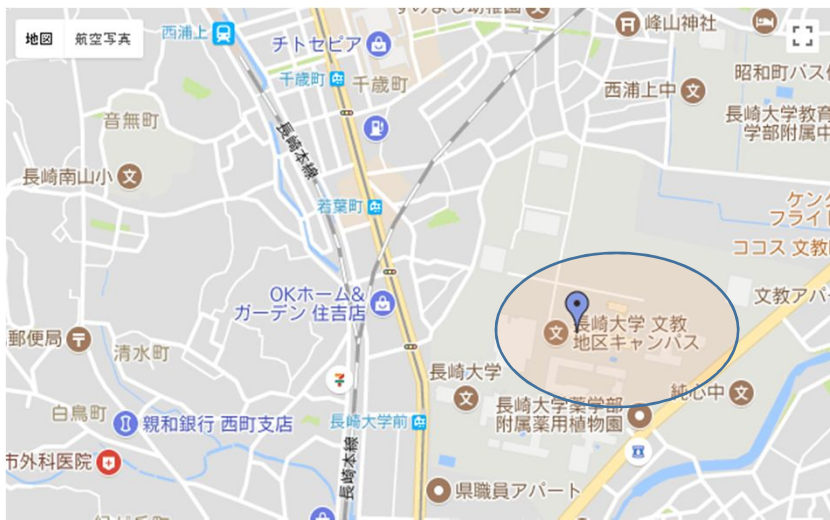 地図
航空写真
西浦上
チトセピア
峰山神社
千歳町
千歳町
西浦上中
昭和町バス
長崎大学教育
学部附属中
音無町
長崎本線
長崎南山小
若葉町
ケン
フライ
ココス 文教
OKホーム&
ガーデン 住吉店
長崎大学 文教
地区キャンパス
文教アパ
郵便局
清水町
長崎大学
純心中
白鳥町
親和銀行 西町支店
長崎大学前
長崎大学薬学部
附属薬用植物園
市外科医院
長崎本線
県職員アパート